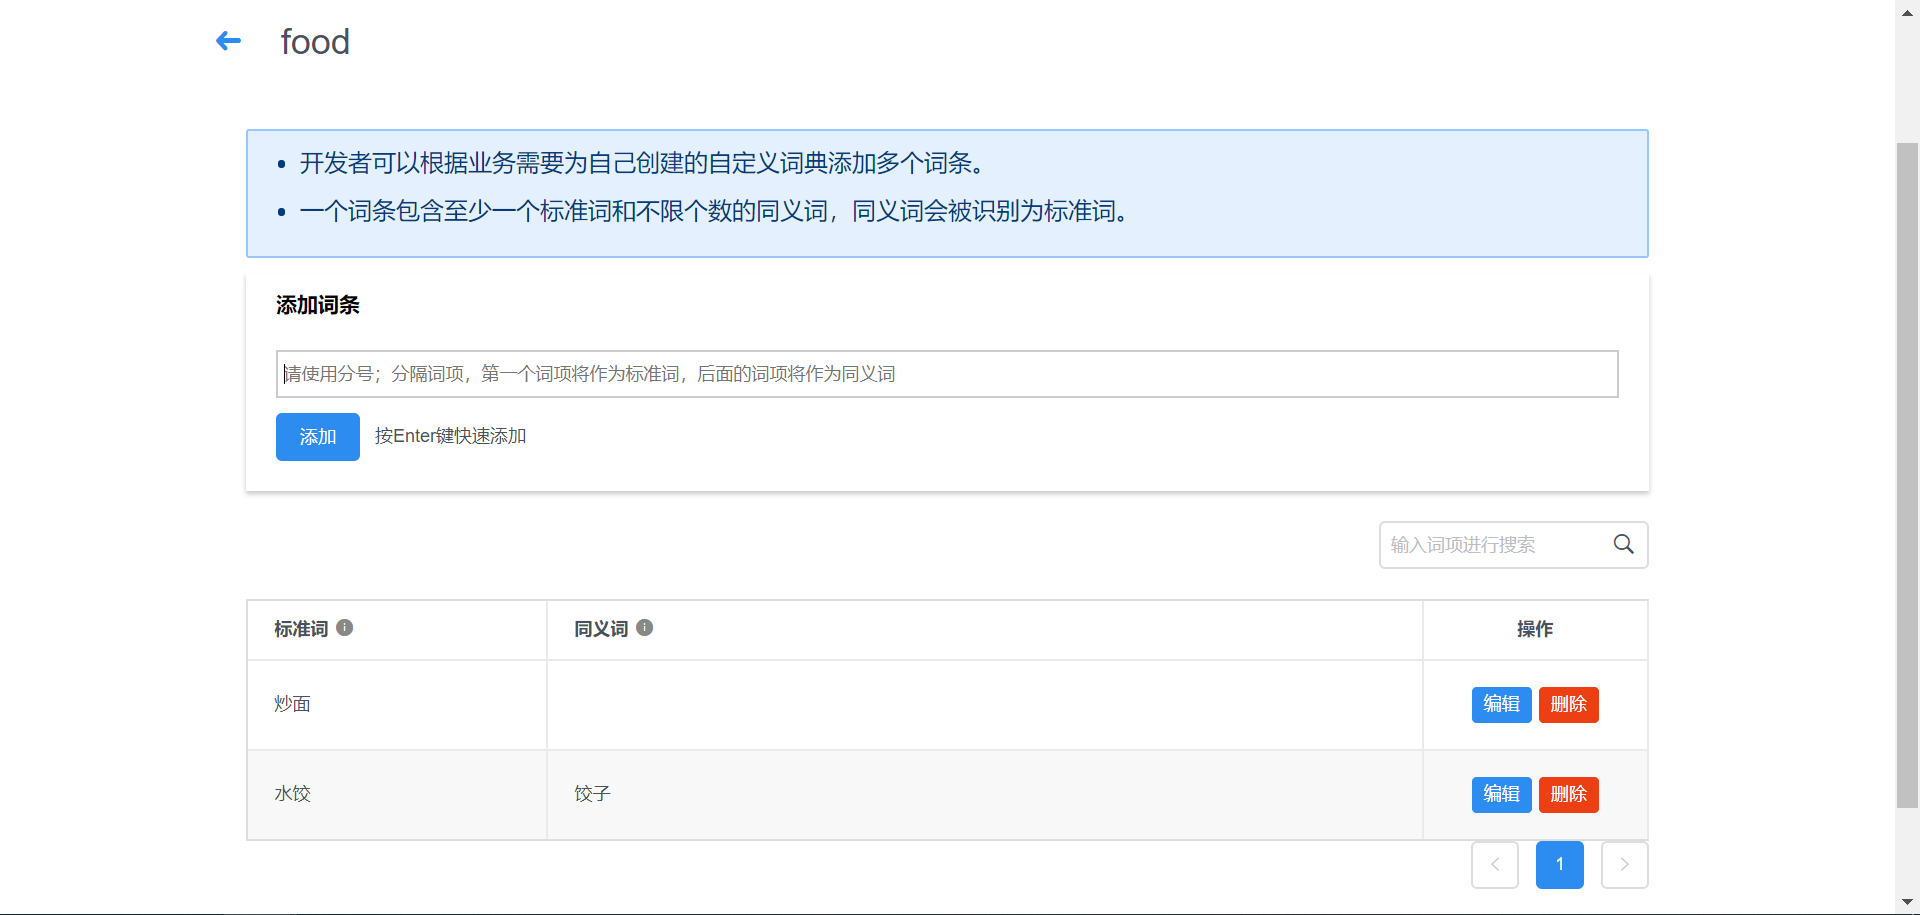 food
开发者可以根据业务需要为自己创建的自定义词典添加多个词条。
一个词条包含至少一个标准词和不限个数的同义词，同义词会被识别为标准词。
添加词条
请使用分号；分隔词项，第一个词项将作为标准词，后面的词项将作为同义词
添加 按Enter键快速添加
输入词项进行搜索
标准词 同义词 操作
炒面 编辑 删除
水饺 饺子 编辑 删除
1